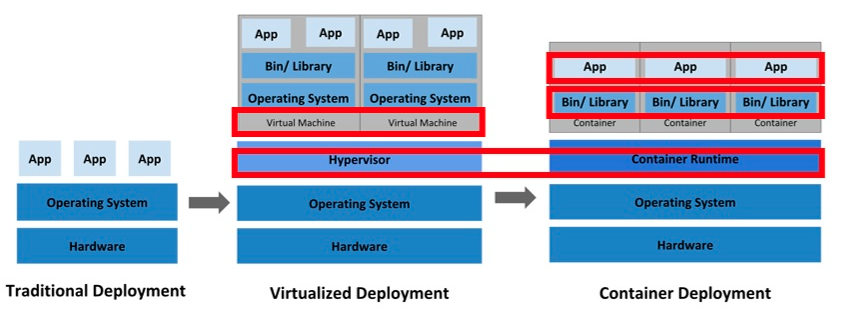 App App App
Operating System
Hardware
Traditional Deployment
App App App App
Bin/ Library Bin/ Library
Operating System Operating System
Virtual Machine Virtual Machine
Hypervisor
Operating System
Hardware
Virtualized Deployment
App App App
Bin/ Library Bin/ Library Bin/ Library
Container Container Container
Container Runtime
Operating System
Hardware
Container Deployment